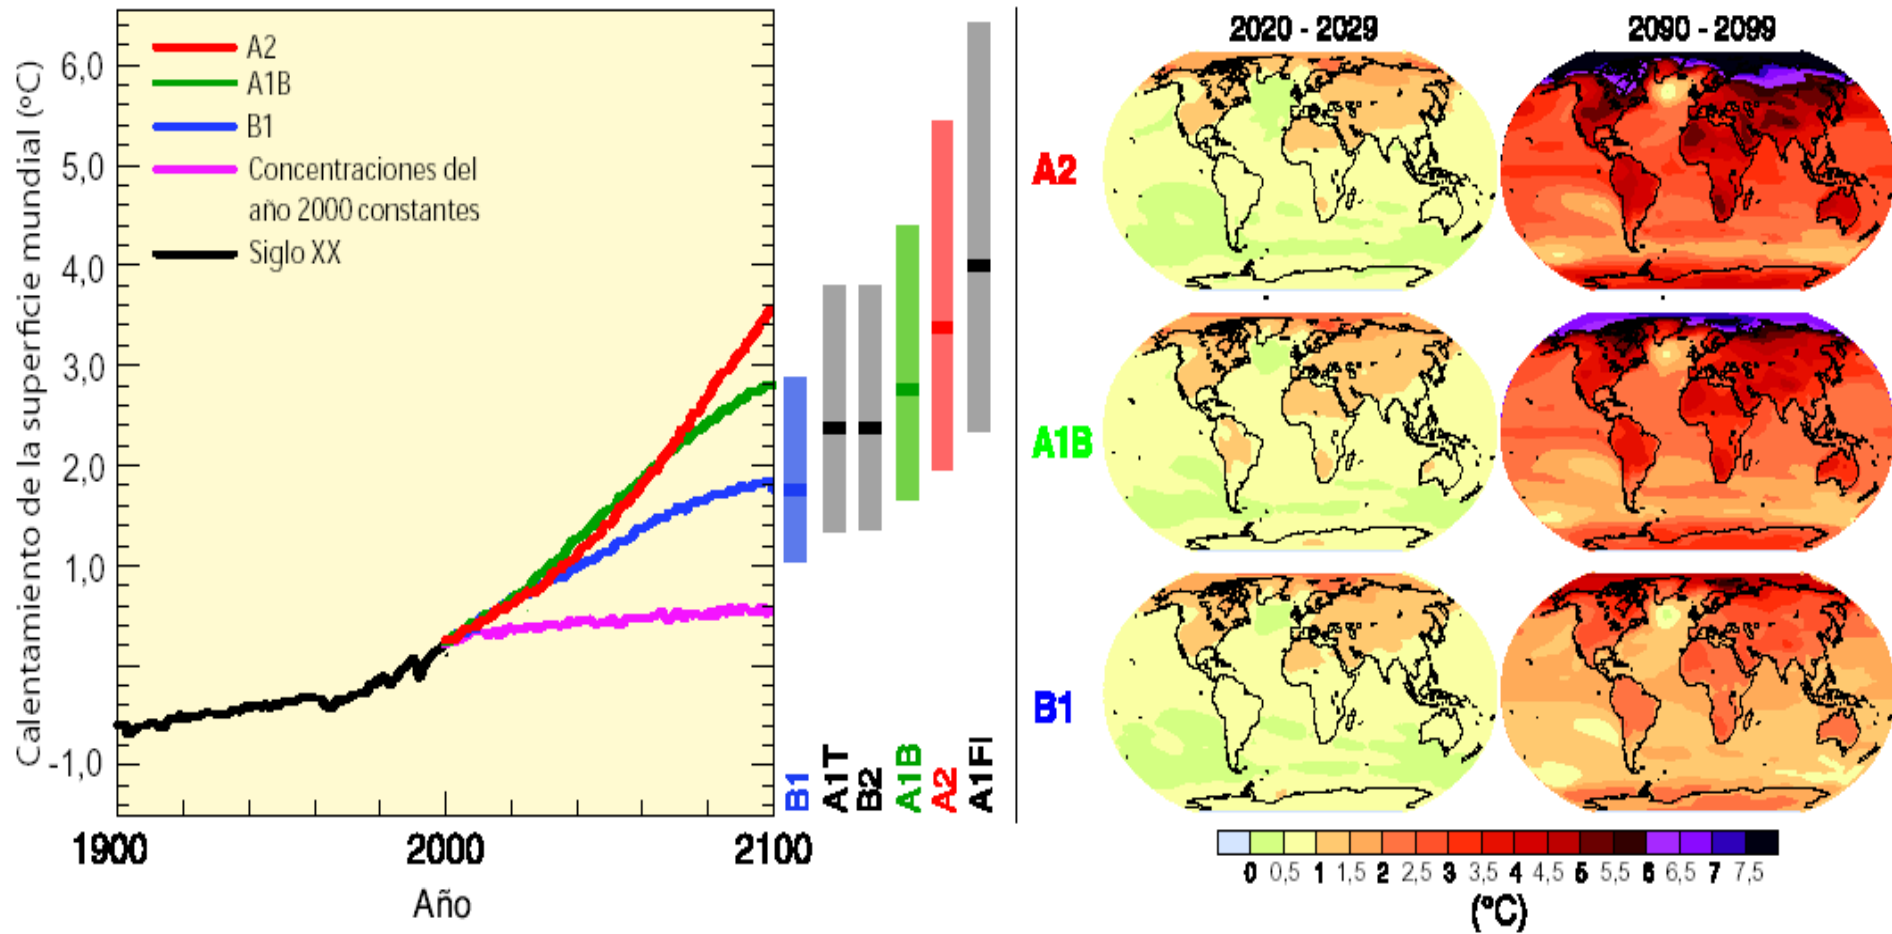 Calentamiento de la superficie mundial (ºC)
6,0
5,0
4,0
3,0
2,0
1,0
-1,0
A2
A1B
B1
Concentraciones del
año 2000 constantes
Siglo XX
1900
2000
2100
Año
B1
A1T
B2
A1B
A2
A1FI
2020 - 2029
2090 - 2099
A2
A1B
B1
0 0,5 1 1,5 2 2,5 3 3,5 4 4,5 5 5,5 6 6,5 7 7,5
(°C)